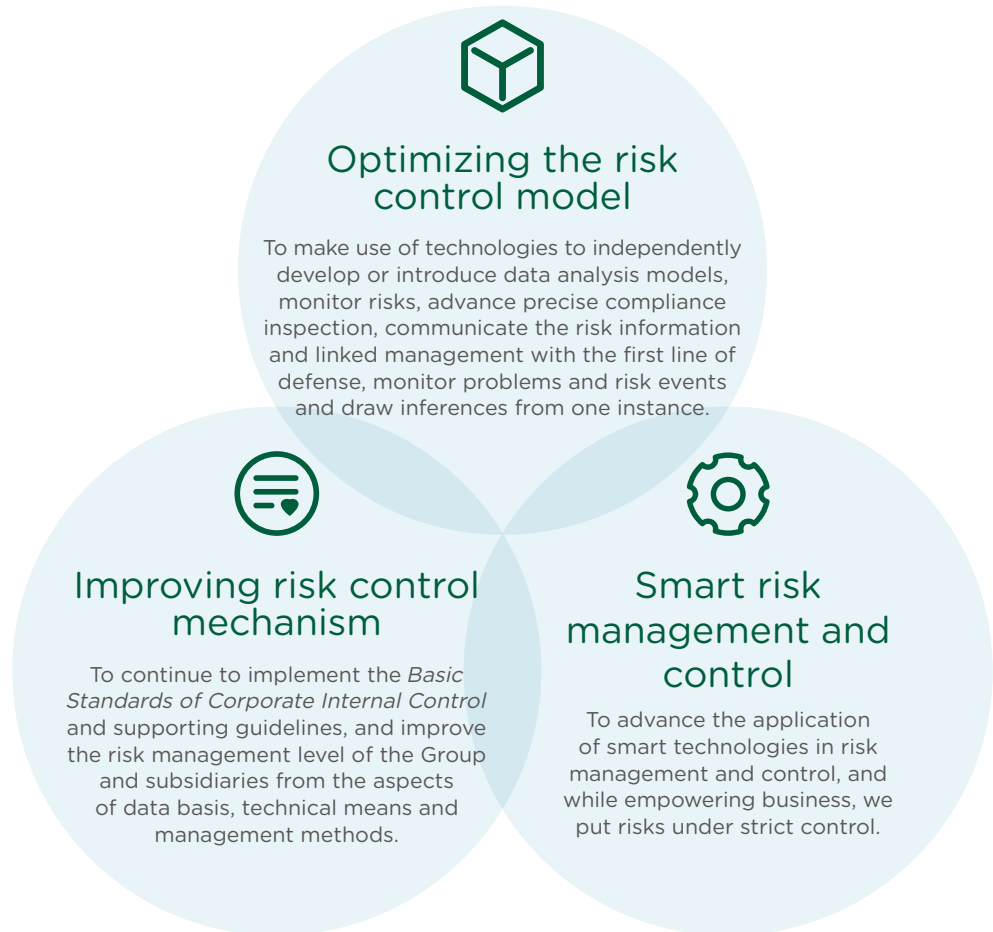 Optimizing the risk
control model
To make use of technologies to independently
develop or introduce data analysis models,
monitor risks, advance precise compliance
inspection, communicate the risk information
and linked management with the first line of
defense, monitor problems and risk events
and draw inferences from one instance.
Improving risk control
mechanism
To continue to implement the Basic
Standards of Corporate Internal Control
and supporting guidelines, and improve
the risk management level of the Group
and subsidiaries from the aspects
of data basis, technical means and
management methods.
Smart risk
management and
control
To advance the application
of smart technologies in risk
management and control, and
while empowering business, we
put risks under strict control.